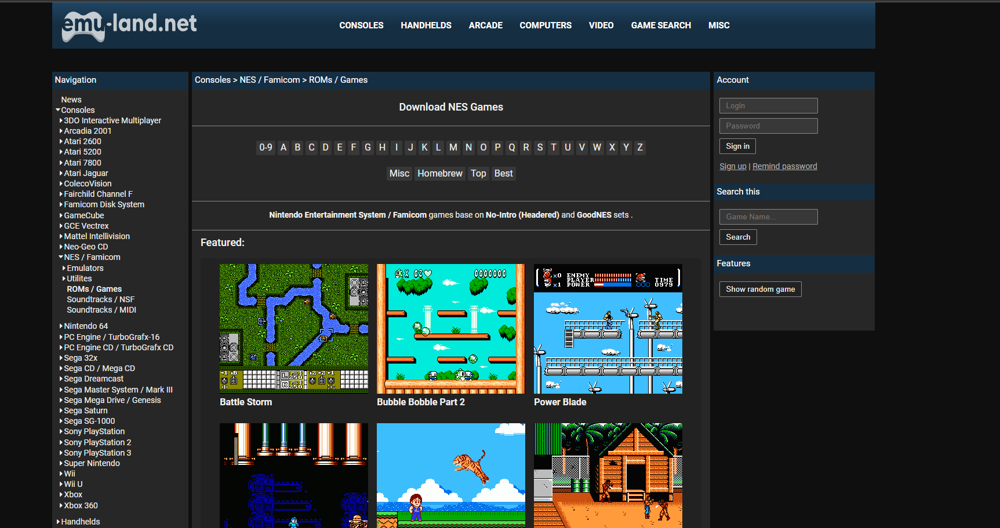 emu-land.net
CONSOLES HANDHELDS ARCADE COMPUTERS VIDEO GAME SEARCH MISC
Navigation
News
Consoles
3DO Interactive Multiplayer
Arcadia 2001
Atari 2600
Atari 5200
Atari 7800
Atari Jaguar
ColecoVision
Fairchild Channel F
Famicom Disk System
GameCube
GCE Vectrex
Mattel Intellivision
Neo-Geo CD
NES / Famicom
Emulators
Utilites
ROMs / Games
Soundtracks / NSF
Soundtracks / MIDI
Nintendo 64
PC Engine / TurboGrafx-16
PC Engine CD / TurboGrafx CD
Sega 32x
Sega CD / Mega CD
Sega Dreamcast
Sega Master System / Mark III
Sega Mega Drive / Genesis
Sega Saturn
Sega SG-1000
Sony PlayStation
Sony PlayStation 2
Sony PlayStation 3
Super Nintendo
Wii
Wii U
Xbox
Xbox 360
Handhelds
Consoles > NES / Famicom > ROMs / Games
Download NES Games
0-9 A B C D E F G H I J K L M N O P Q R S T U V W X Y Z
Misc Homebrew Top Best
Nintendo Entertainment System / Famicom games base on No-Intro (Headered) and GoodNES sets .
Featured:
X 02
0000000
x0 ENEMY
PLAYER
x1 POWER
TIME
0979
L MIL$ 250
R MIL$ 250
Battle Storm
Bubble Bobble Part 2
Power Blade
Account
Login
Password
Sign in
Sign up | Remind password
Search this
Game Name...
Search
Features
Show random game